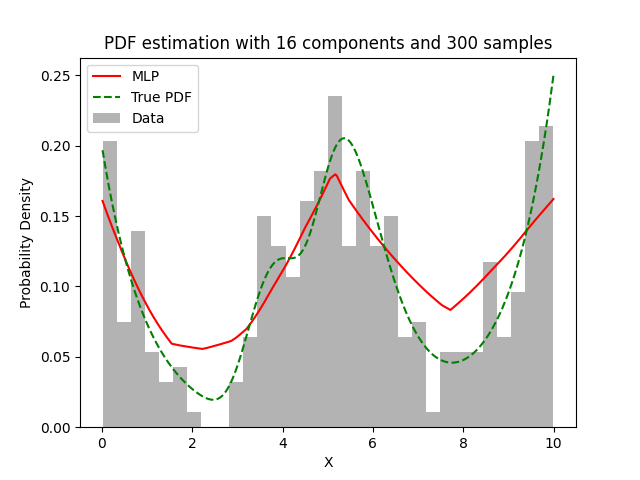 PDF estimation with 16 components and 300 samples
MLP
True PDF
Data
Probability Density
0.25
0.20
0.15
0.10
0.05
0.00
0 2 4 6 8 10
X